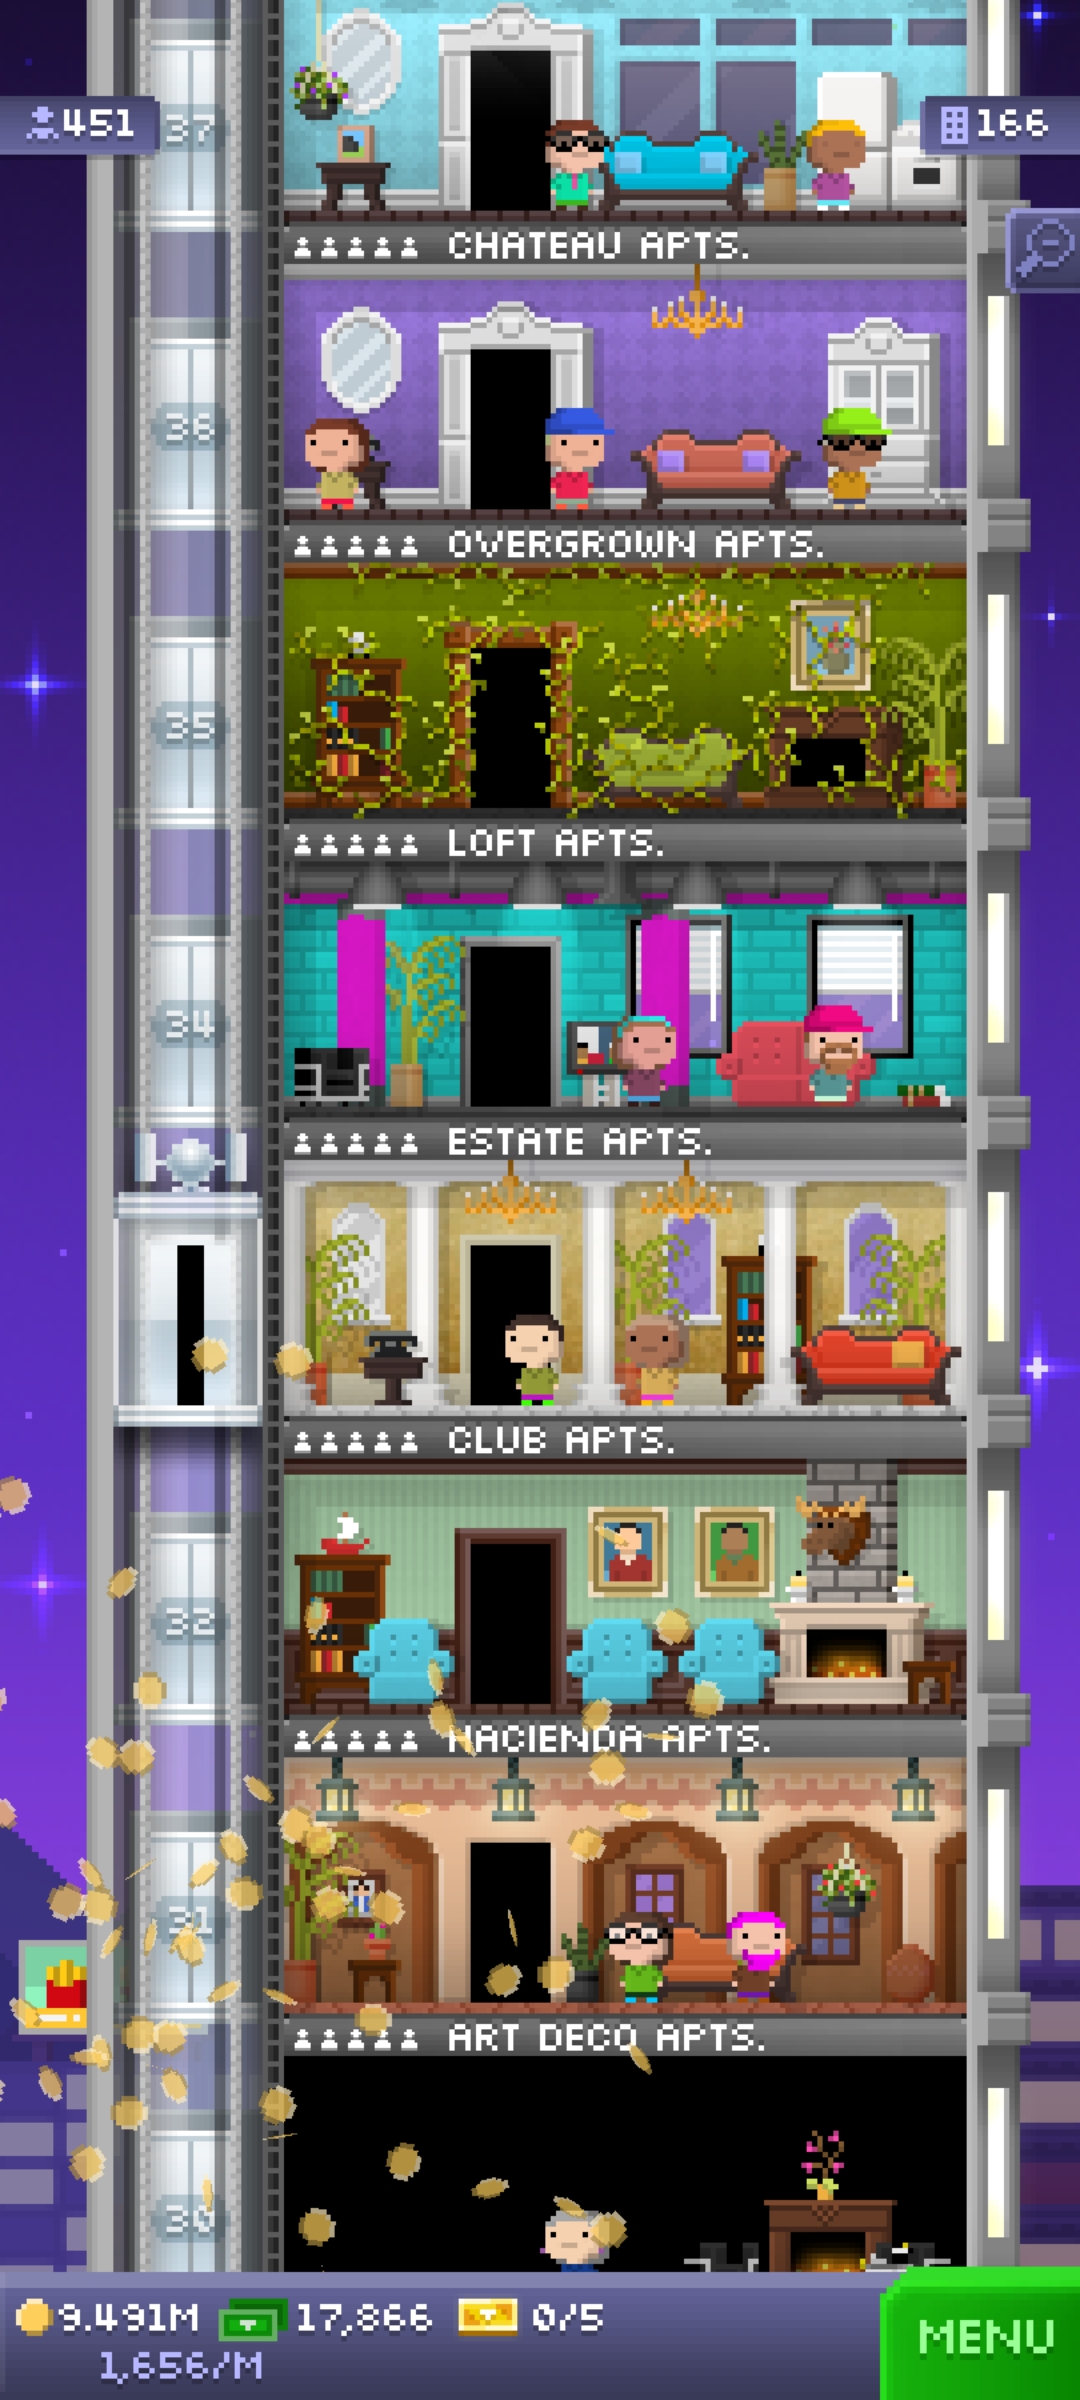 451
37
166
CHATEAU APTS.
36
OVERGROWN APTS.
35
LOFT APTS.
34
ESTATE APTS.
CLUB APTS.
32
HACIENDA APTS.
31
ART DECO APTS.
30
9.491M 17,866 0/5
1,656/M
MENU